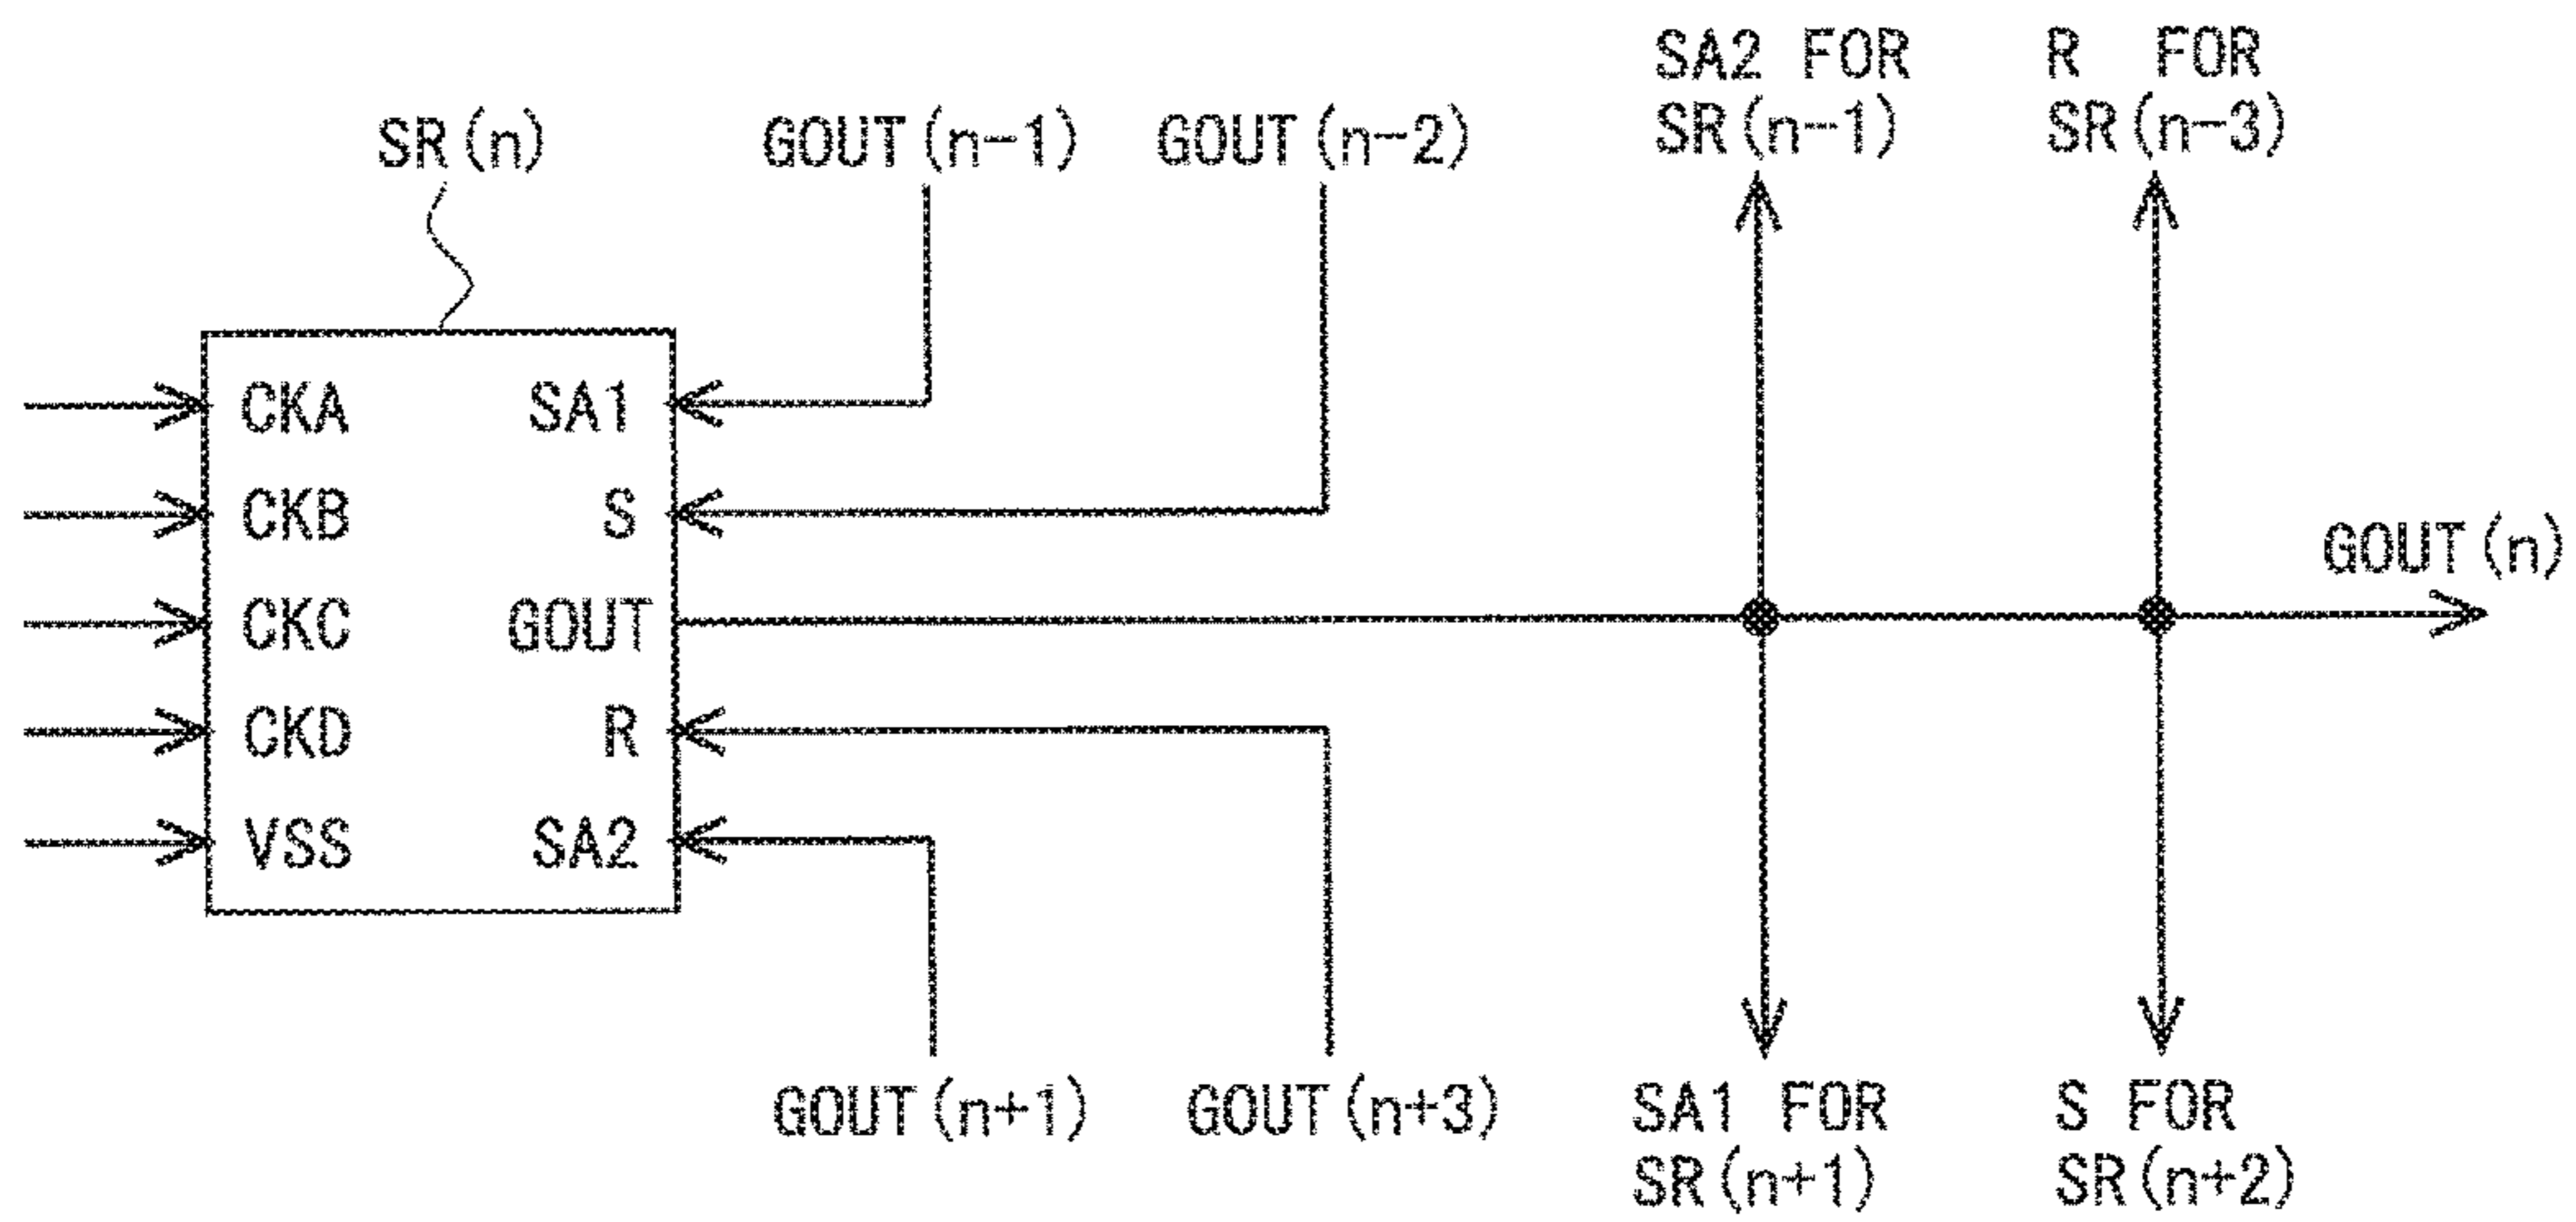 SA2 FOR
SR(n-1)
R FOR
SR(n-3)
SR(n)
GOUT(n-1)
GOUT(n-2)
CKA
SA1
CKB
S
GOUT(n)
CKC
GOUT
CKD
R
VSS
SA2
GOUT(n+1)
GOUT(n+3)
SA1 FOR
SR(n+1)
S FOR
SR(n+2)